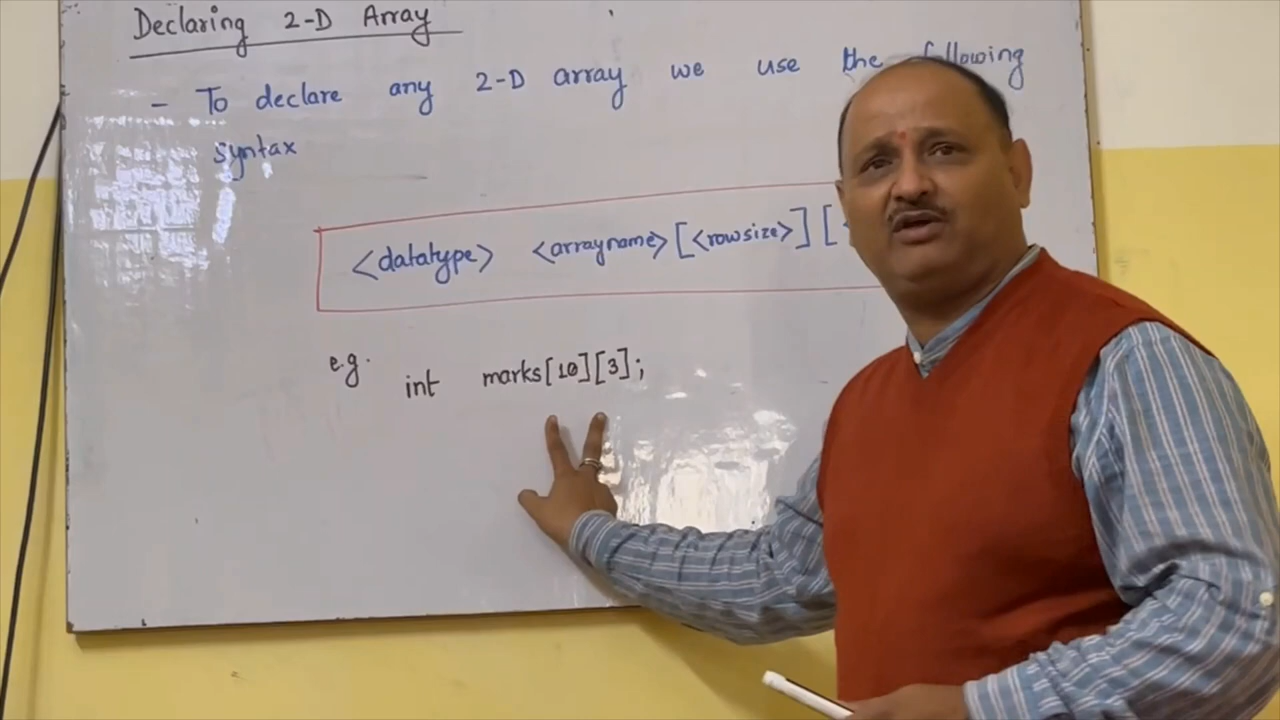 Declaring 2-D Array
- To declare any 2-D array we use the following
syntax
<datatype> <arrayname>[<rowsize>][<
e.g. int marks[10][3];